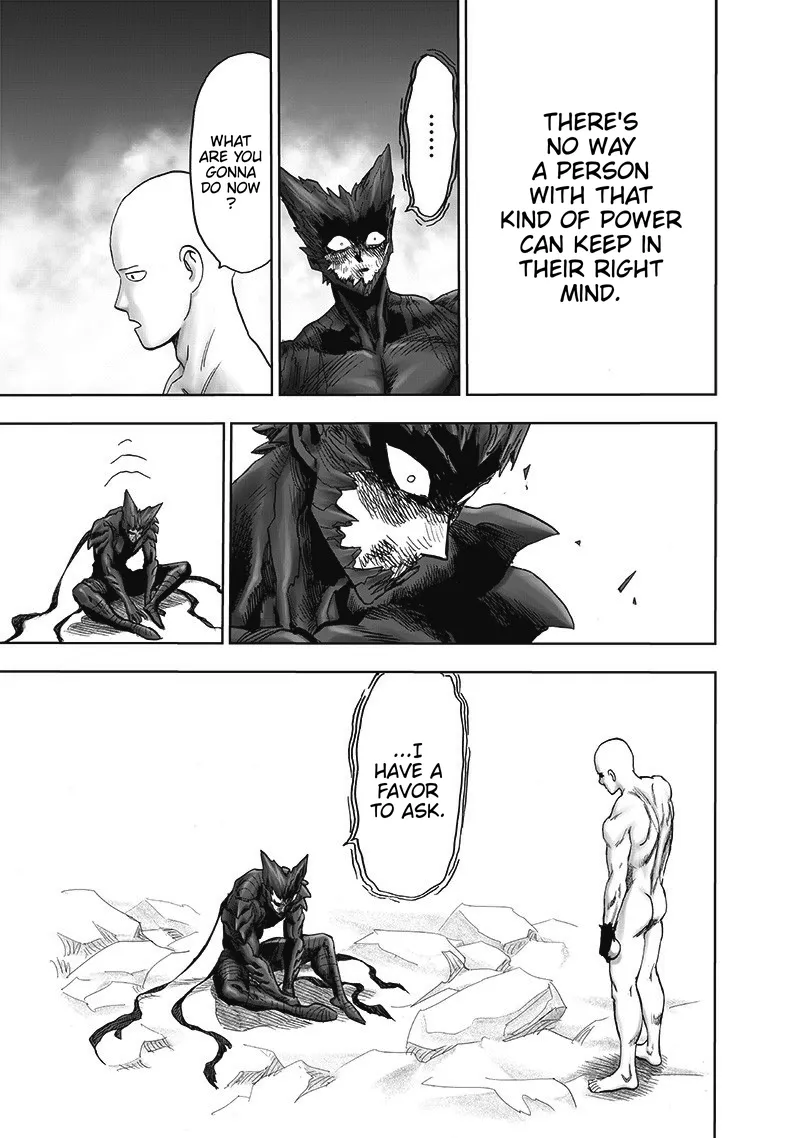 THERE'S
NO WAY
A PERSON
WITH THAT
KIND OF POWER
CAN KEEP IN
THEIR RIGHT
MIND.
......
WHAT
ARE YOU
GONNA
DO NOW
?
...I
HAVE A
FAVOR
TO ASK.